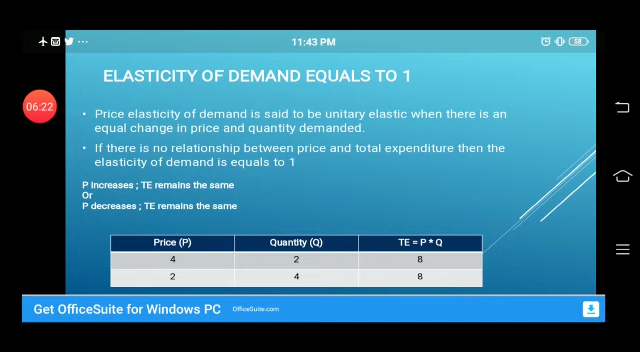 11:43 PM
58
ELASTICITY OF DEMAND EQUALS TO 1
06:22
• Price elasticity of demand is said to be unitary elastic when there is an
equal change in price and quantity demanded.
• If there is no relationship between price and total expenditure then the
elasticity of demand is equals to 1
P increases ; TE remains the same
Or
P decreases ; TE remains the same
Price (P) Quantity (Q) TE = P * Q
4 2 8
2 4 8
Get OfficeSuite for Windows PC OfficeSuite.com